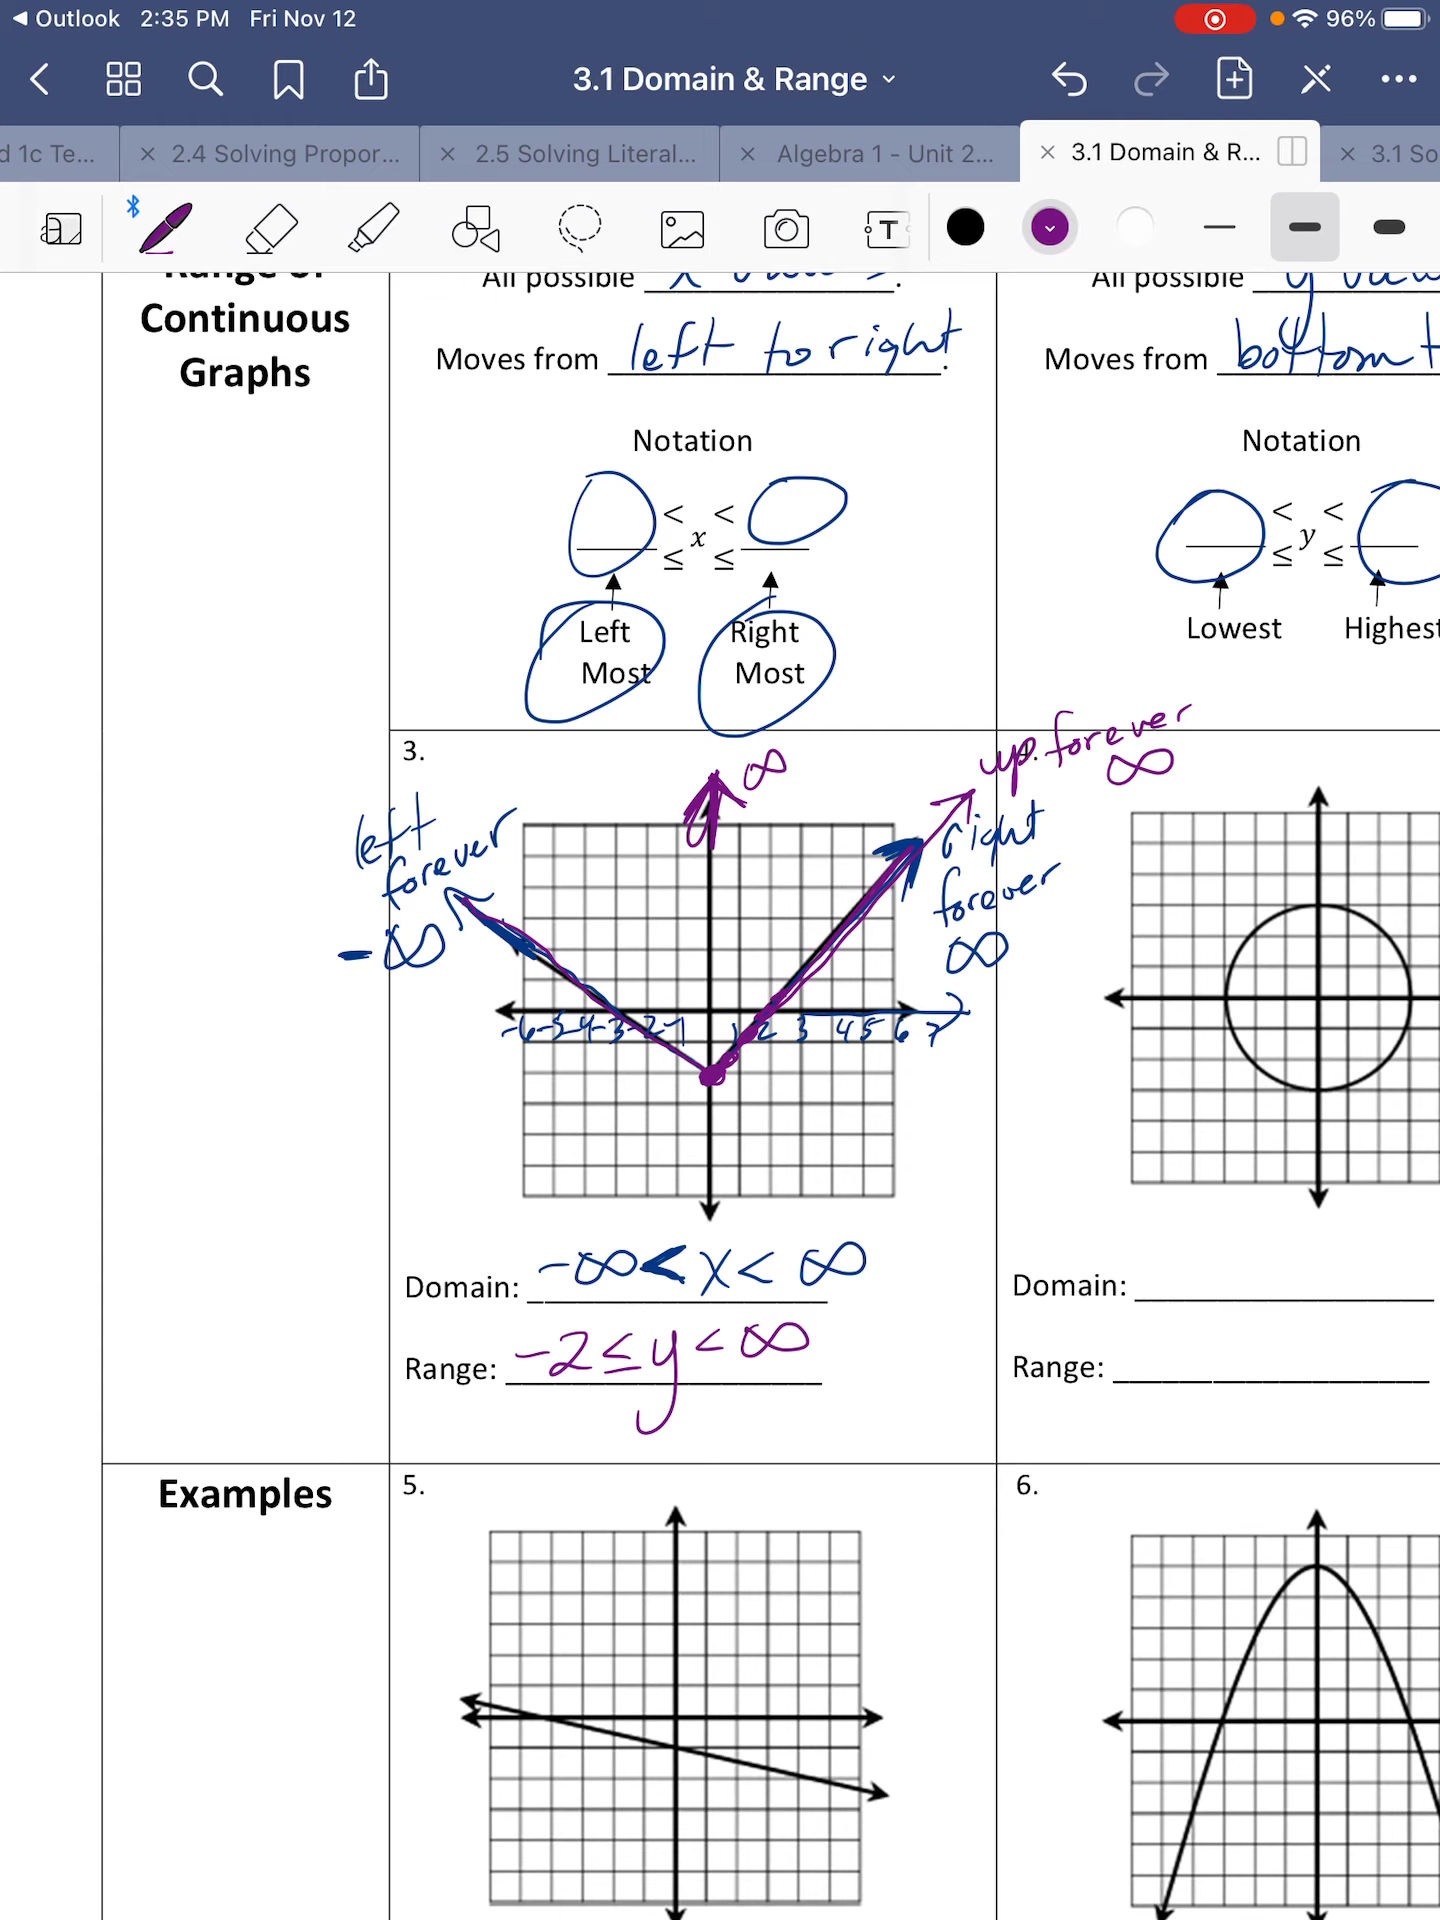 Outlook 2:35 PM Fri Nov 12 96%
3.1 Domain & Range
d 1c Te... × 2.4 Solving Propor... × 2.5 Solving Literal... × Algebra 1 - Unit 2... × 3.1 Domain & R... × 3.1 So
T
Range of
Continuous
Graphs
All possible x values.
Moves from left to right.
Notation
< <
x
≤ ≤
Left Most
Right Most
All possible y
Moves from bottom t
Notation
< <
y
≤ ≤
Lowest Highest
3.
∞
up forever
∞
left
forever
-∞
right
forever
∞
-6 -5 -4 -3 -2 -1 1 2 3 4 5 6 7
Domain: -∞ < x < ∞
Range: -2 ≤ y < ∞
Domain:
Range:
Examples
5.
6.